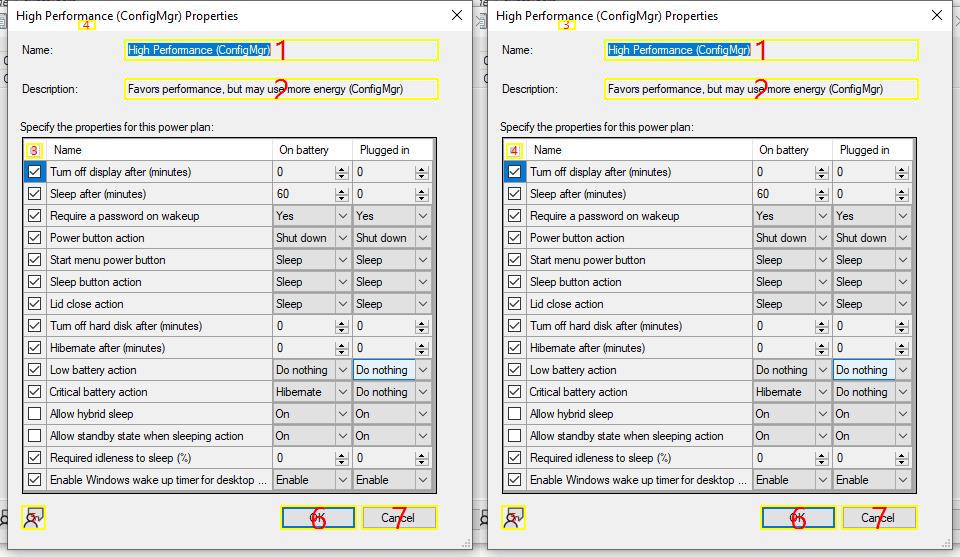 High Performance (ConfigMgr) Properties
4
Name: High Performance (ConfigMgr) 1
Description: Favors performance, but may use more energy (ConfigMgr) 2
Specify the properties for this power plan:
3 Name On battery Plugged in
Turn off display after (minutes) 0 0
Sleep after (minutes) 60 0
Require a password on wakeup Yes Yes
Power button action Shut down Shut down
Start menu power button Sleep Sleep
Sleep button action Sleep Sleep
Lid close action Sleep Sleep
Turn off hard disk after (minutes) 0 0
Hibernate after (minutes) 0 0
Low battery action Do nothing Do nothing
Critical battery action Hibernate Do nothing
Allow hybrid sleep On On
Allow standby state when sleeping action On On
Required idleness to sleep (%) 0 0
Enable Windows wake up timer for desktop ... Enable Enable
OK 6 Cancel 7
High Performance (ConfigMgr) Properties
3
Name: High Performance (ConfigMgr) 1
Description: Favors performance, but may use more energy (ConfigMgr) 2
Specify the properties for this power plan:
4 Name On battery Plugged in
Turn off display after (minutes) 0 0
Sleep after (minutes) 60 0
Require a password on wakeup Yes Yes
Power button action Shut down Shut down
Start menu power button Sleep Sleep
Sleep button action Sleep Sleep
Lid close action Sleep Sleep
Turn off hard disk after (minutes) 0 0
Hibernate after (minutes) 0 0
Low battery action Do nothing Do nothing
Critical battery action Hibernate Do nothing
Allow hybrid sleep On On
Allow standby state when sleeping action On On
Required idleness to sleep (%) 0 0
Enable Windows wake up timer for desktop ... Enable Enable
OK 6 Cancel 7